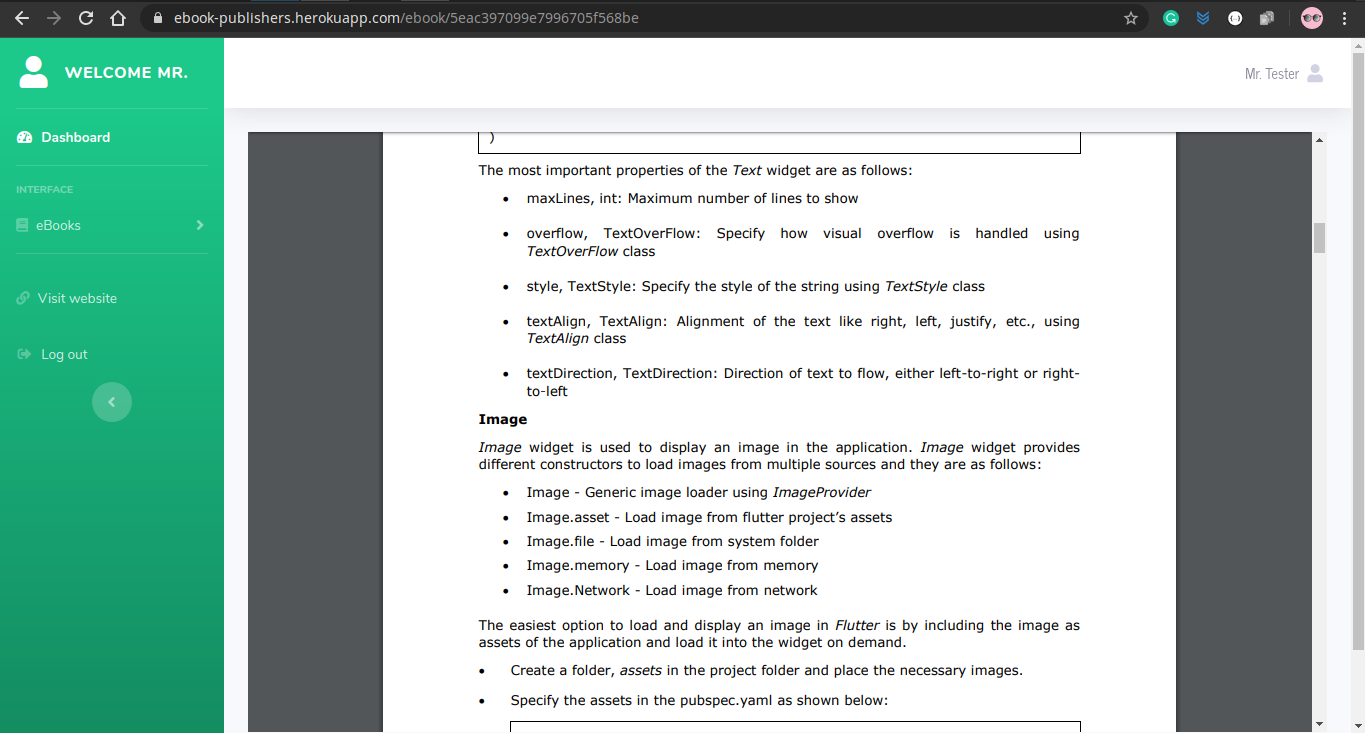 ebook-publishers.herokuapp.com/ebook/5eac397099e7996705f568be
WELCOME MR.
Mr. Tester
Dashboard
INTERFACE
eBooks
Visit website
Log out
)
The most important properties of the Text widget are as follows:
• maxLines, int: Maximum number of lines to show
• overflow, TextOverFlow: Specify how visual overflow is handled using
TextOverFlow class
• style, TextStyle: Specify the style of the string using TextStyle class
• textAlign, TextAlign: Alignment of the text like right, left, justify, etc., using
TextAlign class
• textDirection, TextDirection: Direction of text to flow, either left-to-right or right-
to-left
Image
Image widget is used to display an image in the application. Image widget provides
different constructors to load images from multiple sources and they are as follows:
• Image - Generic image loader using ImageProvider
• Image.asset - Load image from flutter project’s assets
• Image.file - Load image from system folder
• Image.memory - Load image from memory
• Image.Network - Load image from network
The easiest option to load and display an image in Flutter is by including the image as
assets of the application and load it into the widget on demand.
• Create a folder, assets in the project folder and place the necessary images.
• Specify the assets in the pubspec.yaml as shown below: